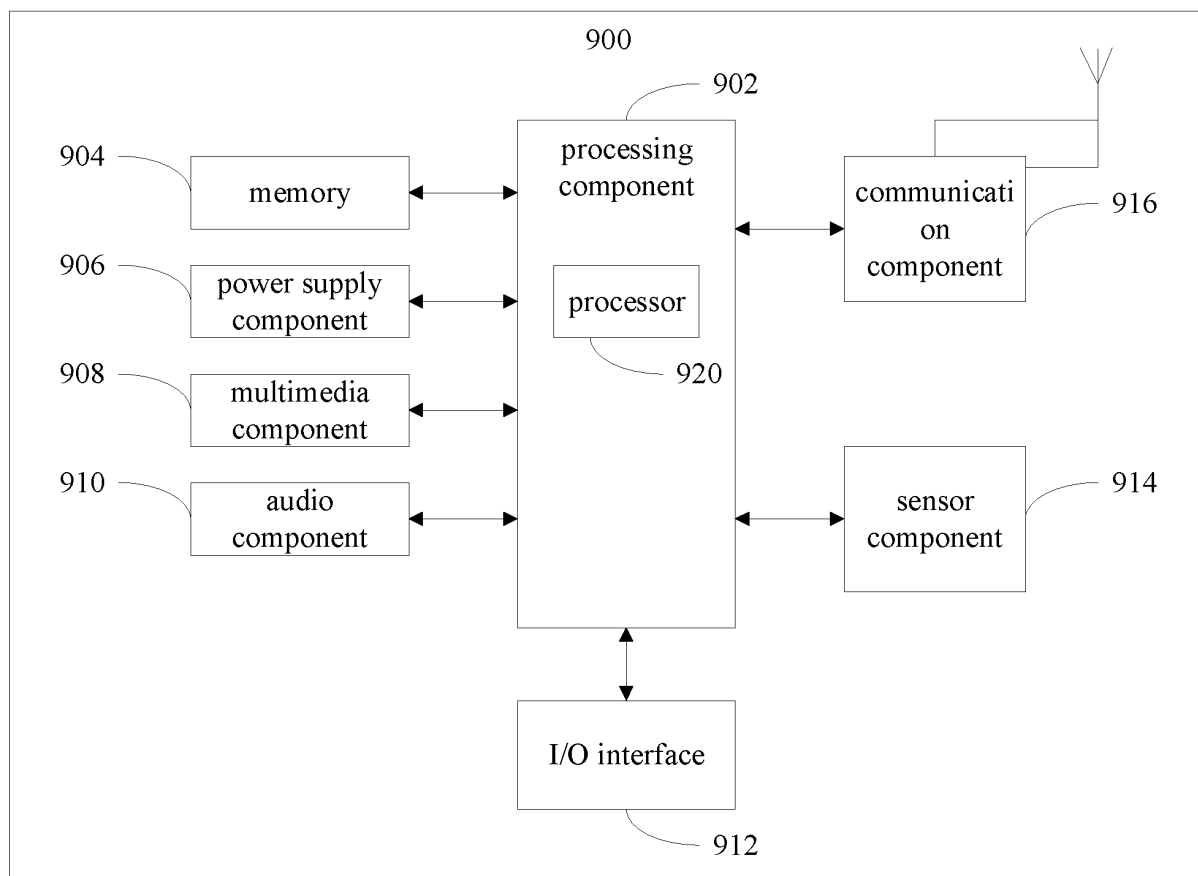 900
902
904
memory
906
power supply
component
908
multimedia
component
910
audio
component
processing
component
processor
920
communicati
on
component
916
sensor
component
914
I/O interface
912